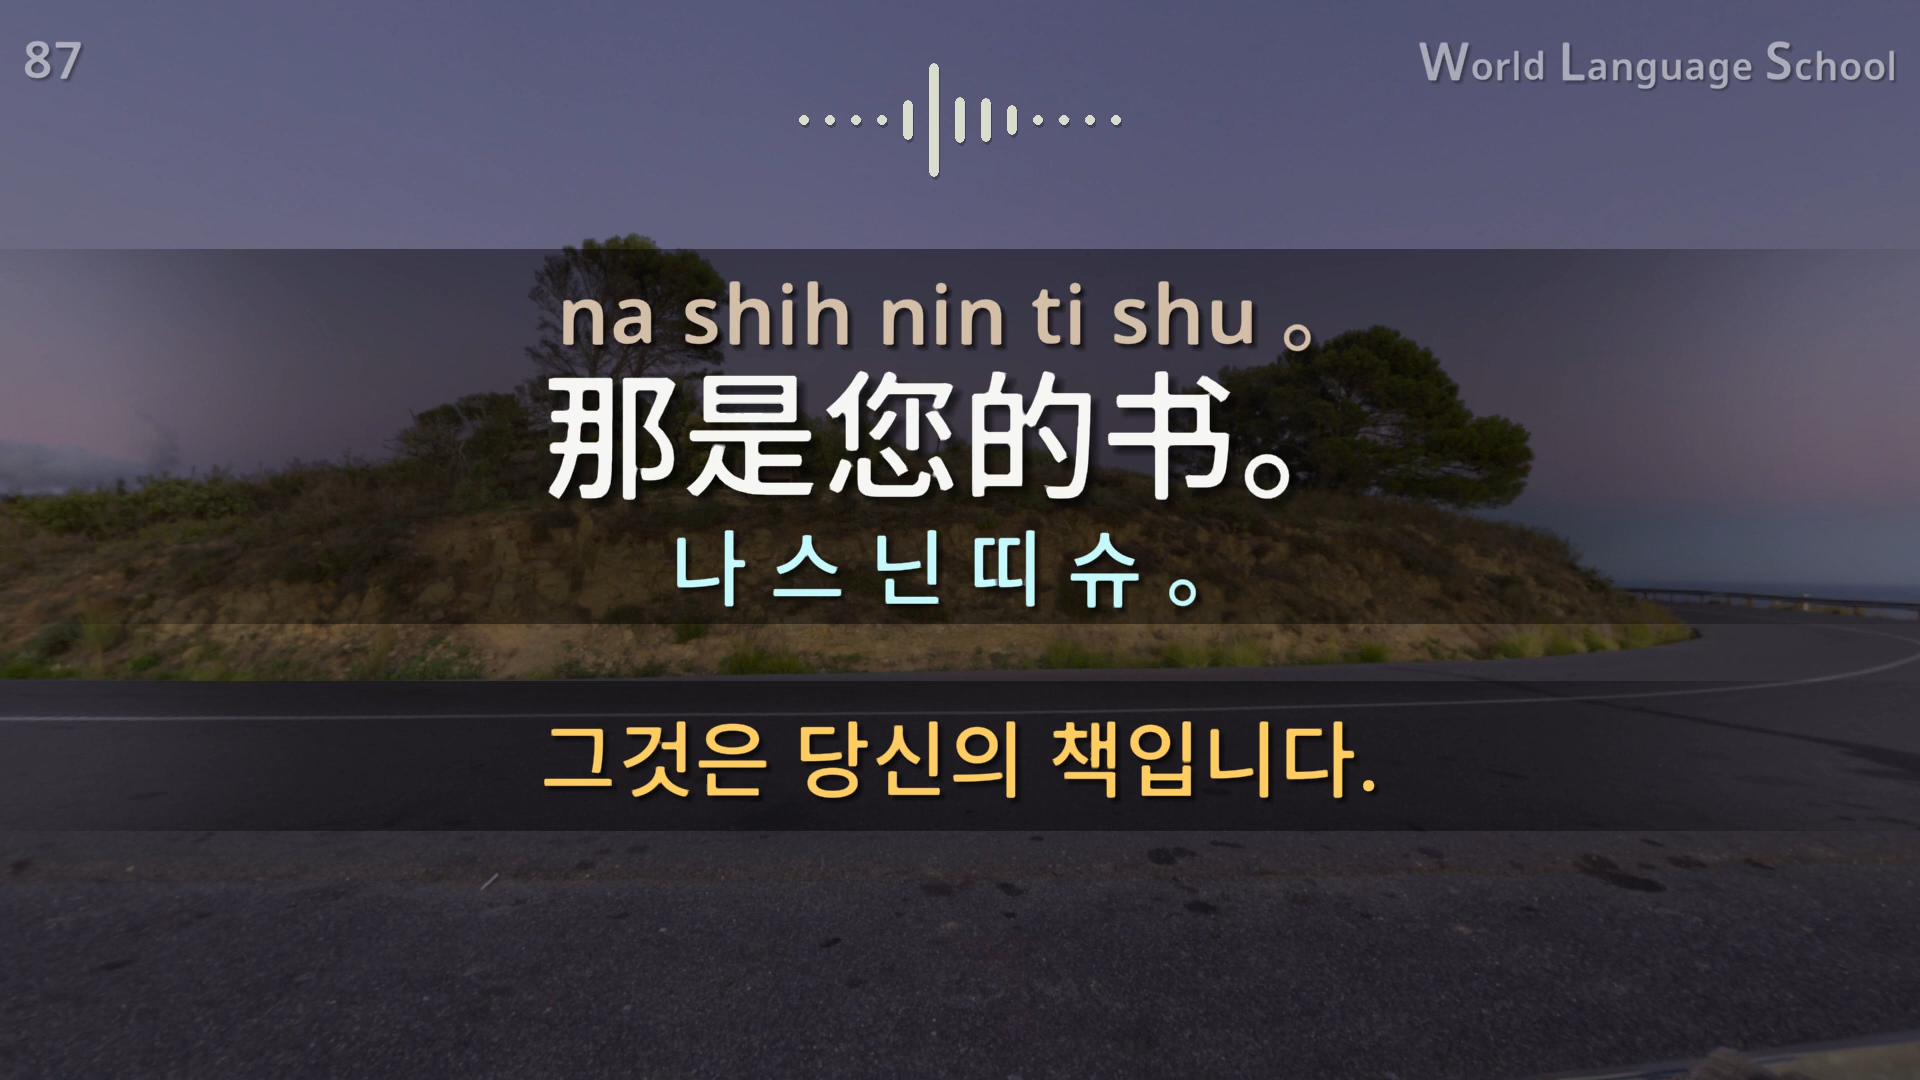 87
World Language School
na shih nin ti shu 。
那是您的书。
나 스 닌 띠 슈 。
그것은 당신의 책입니다.